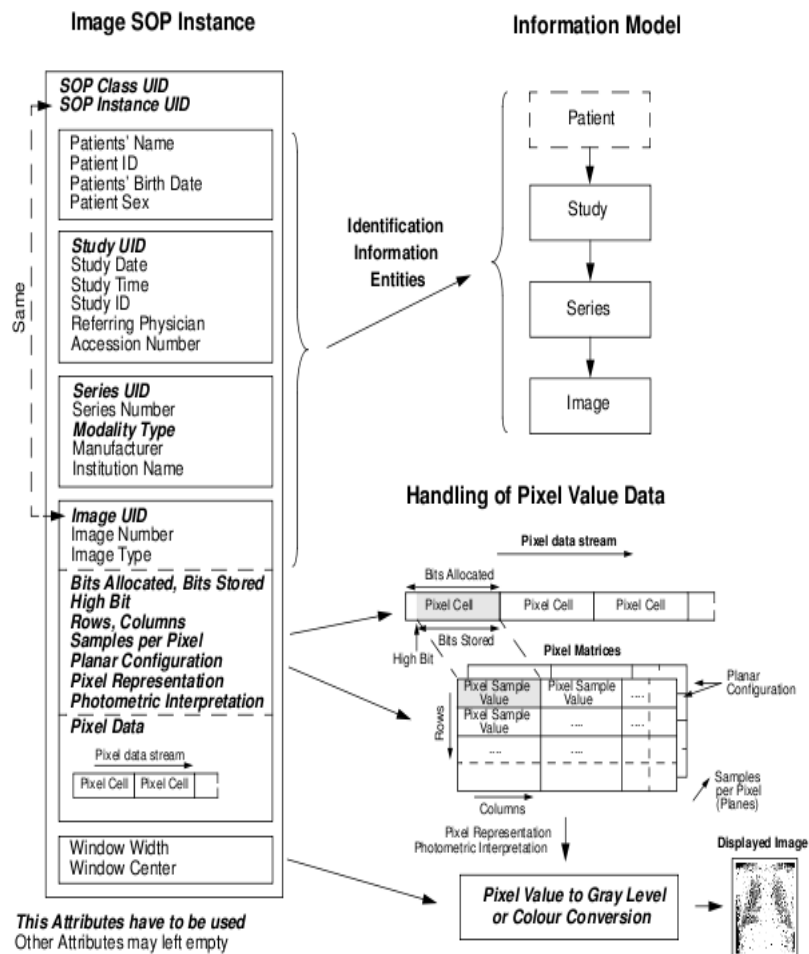 Image SOP Instance
SOP Class UID
SOP Instance UID
Patients' Name
Patient ID
Patients' Birth Date
Patient Sex
Study UID
Study Date
Study Time
Study ID
Referring Physician
Accession Number
Series UID
Series Number
Modality Type
Manufacturer
Institution Name
Image UID
Image Number
Image Type
Bits Allocated, Bits Stored
High Bit
Rows, Columns
Samples per Pixel
Planar Configuration
Pixel Representation
Photometric Interpretation
Pixel Data
Pixel data stream
Pixel Cell Pixel Cell
Window Width
Window Center
Same
This Attributes have to be used
Other Attributes may left empty
Identification
Information
Entities
Information Model
Patient
Study
Series
Image
Handling of Pixel Value Data
Pixel data stream
Bits Allocated
Pixel Cell Pixel Cell Pixel Cell
Bits Stored
High Bit
Pixel Matrices
Planar
Configuration
Pixel Sample Pixel Sample ....
Value Value
Pixel Sample .... ....
Value
.... ....
Rows
Columns
Samples
per Pixel
(Planes)
Pixel Representation
Photometric Interpretation
Pixel Value to Gray Level
or Colour Conversion
Displayed Image